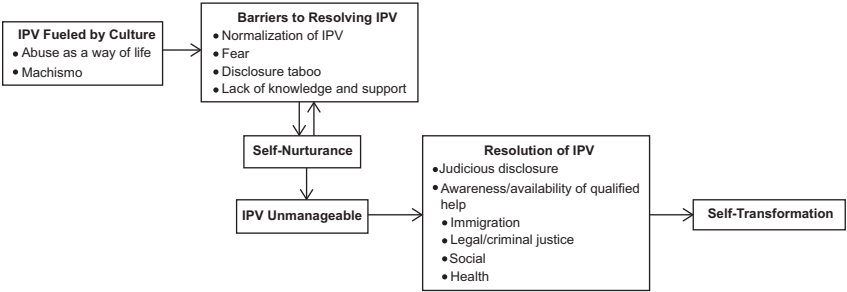 IPV Fueled by Culture
• Abuse as a way of life
• Machismo
Barriers to Resolving IPV
• Normalization of IPV
• Fear
• Disclosure taboo
• Lack of knowledge and support
Self-Nurturance
IPV Unmanageable
Resolution of IPV
• Judicious disclosure
• Awareness/availability of qualified
help
• Immigration
• Legal/criminal justice
• Social
• Health
Self-Transformation